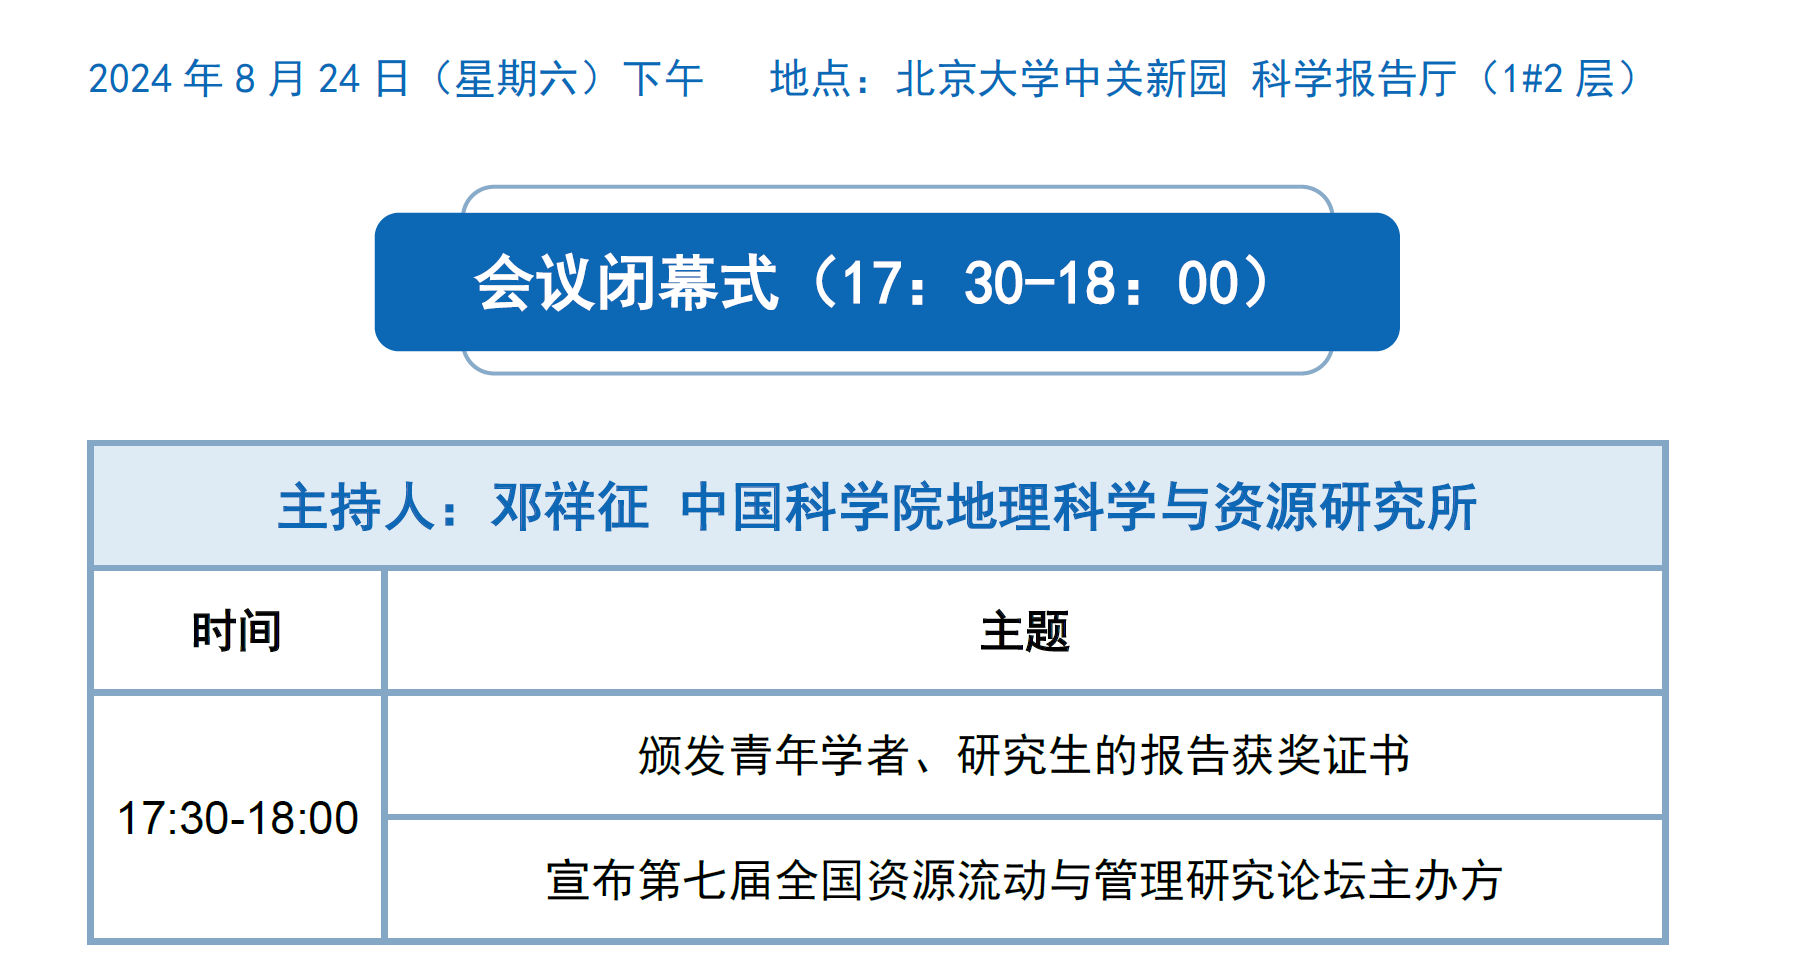 2024 年 8 月 24 日（星期六）下午 地点：北京大学中关新园 科学报告厅（1#2 层）
会议闭幕式（17：30-18：00）
主持人：邓祥征 中国科学院地理科学与资源研究所
时间 主题
颁发青年学者、研究生的报告获奖证书
17:30-18:00
宣布第七届全国资源流动与管理研究论坛主办方